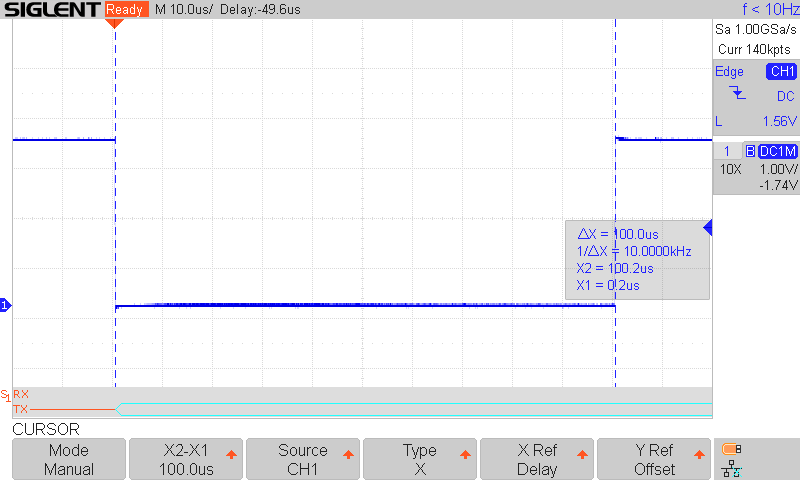 SIGLENT Ready M 10.0us/ Delay:-49.6us f < 10Hz
Sa 1.00GSa/s
Curr 140kpts
Edge CH1
DC
L 1.56V
1 B DC1M
10X 1.00V/
-1.74V
ΔX = 100.0us
1/ΔX = 10.0000kHz
X2 = 100.2us
X1 = 0.2us
1
S1 RX
TX
CURSOR
Mode Manual
X2-X1 100.0us
Source CH1
Type X
X Ref Delay
Y Ref Offset